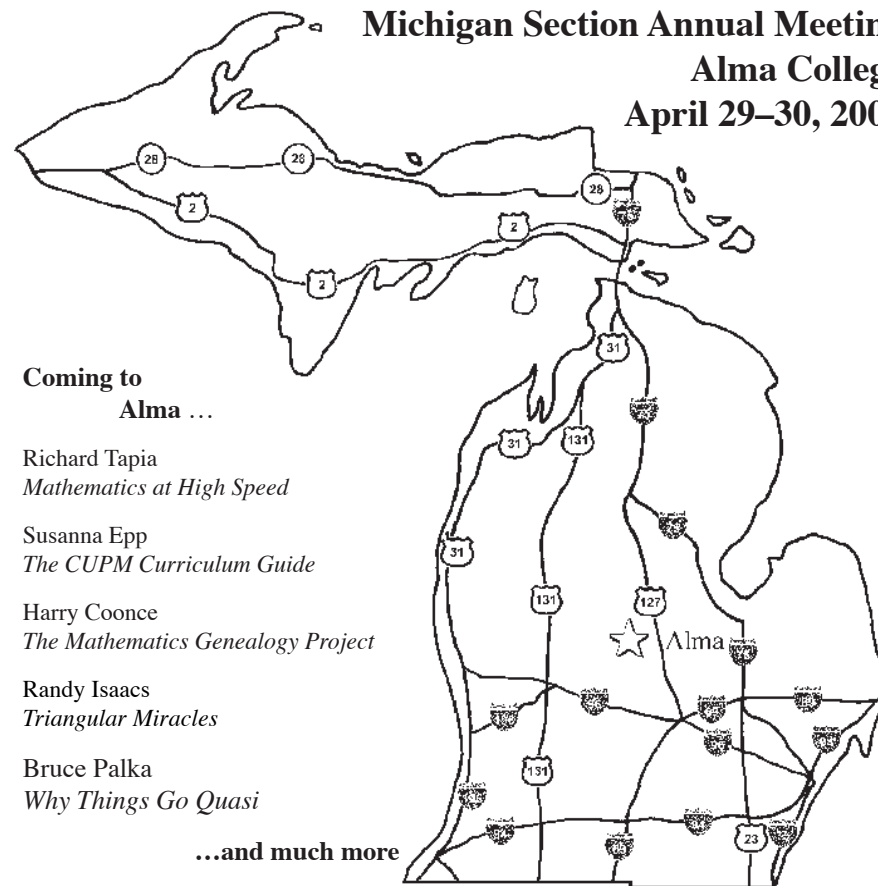 Michigan Section Annual Meetin
Alma Colleg
April 29–30, 200
28
28
28
2
2
2
31
Coming to
Alma …
31
131
Richard Tapia
Mathematics at High Speed
Susanna Epp
The CUPM Curriculum Guide
31
131
127
Harry Coonce
The Mathematics Genealogy Project
Alma
Randy Isaacs
Triangular Miracles
Bruce Palka
Why Things Go Quasi
131
23
…and much more